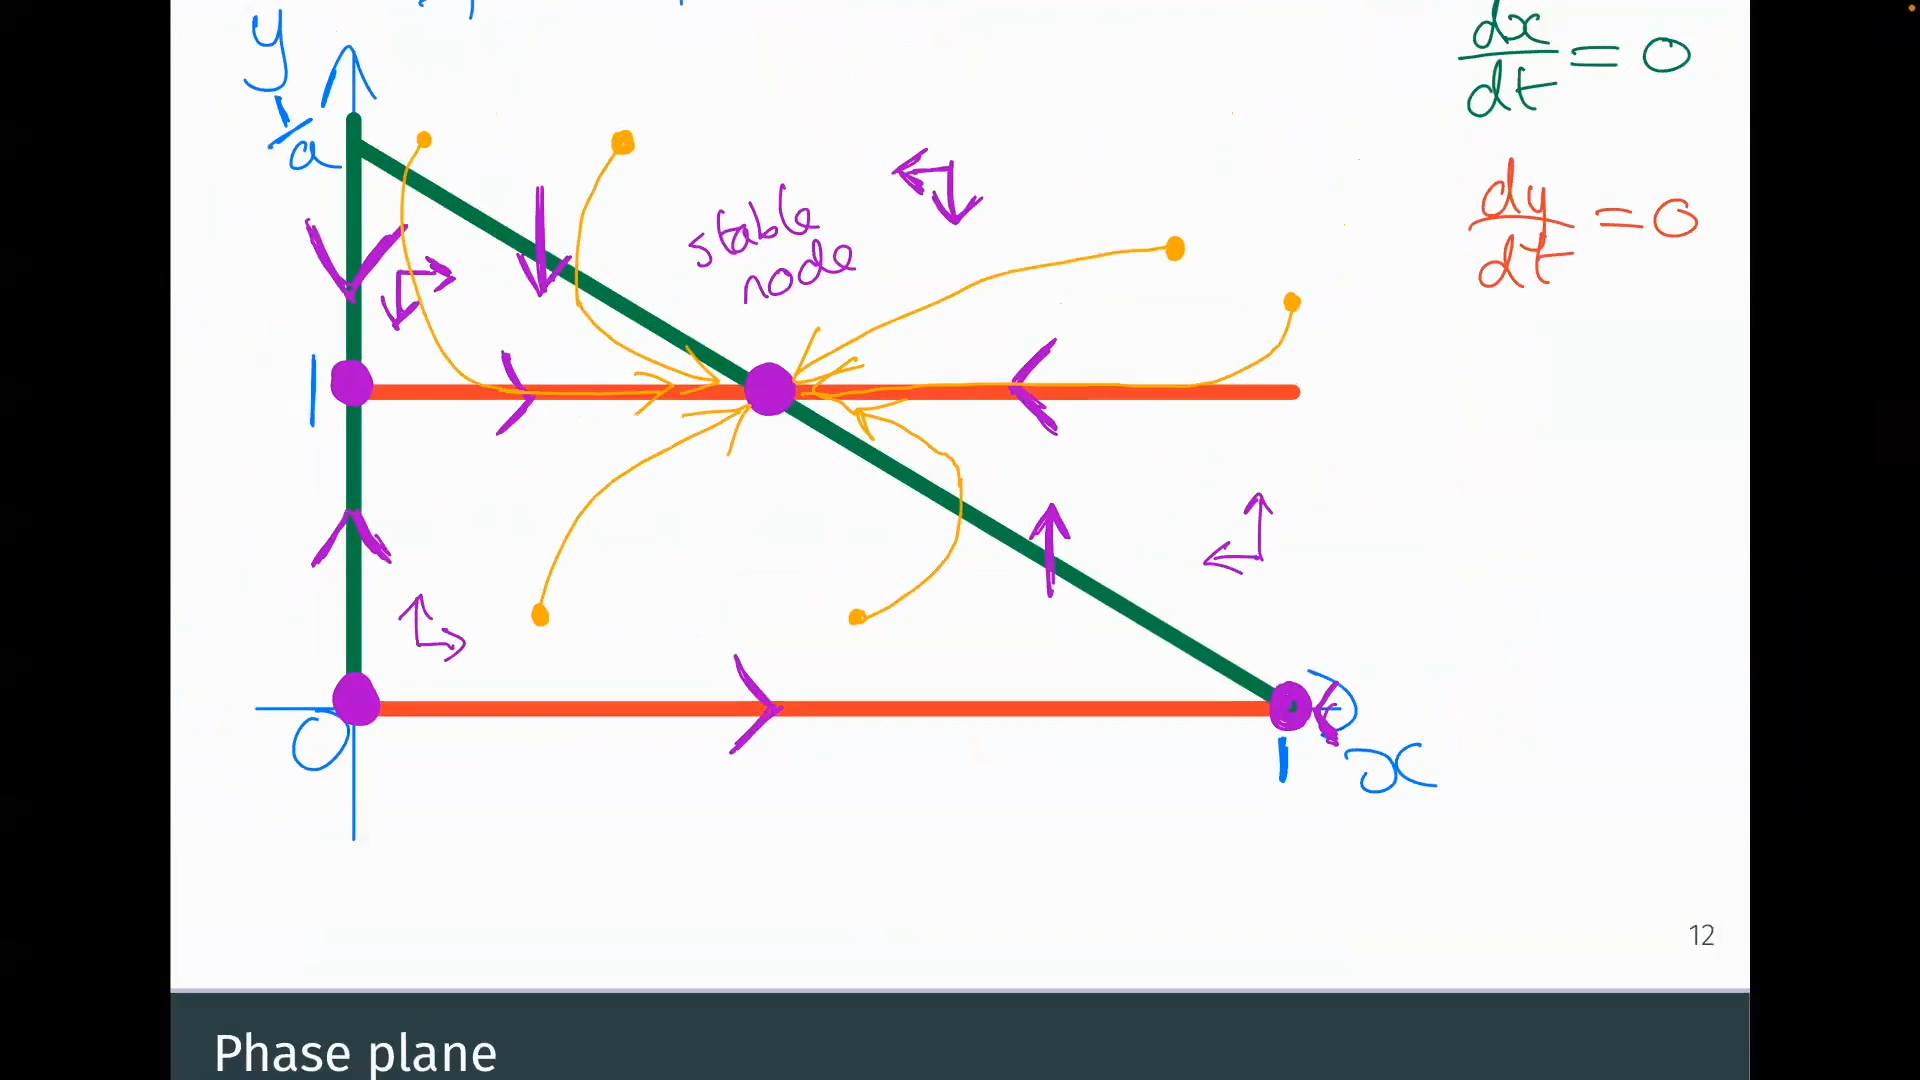 y
1/a
dx/dt = 0
dy/dt = 0
stable
node
1
0
1
x
12
Phase plane